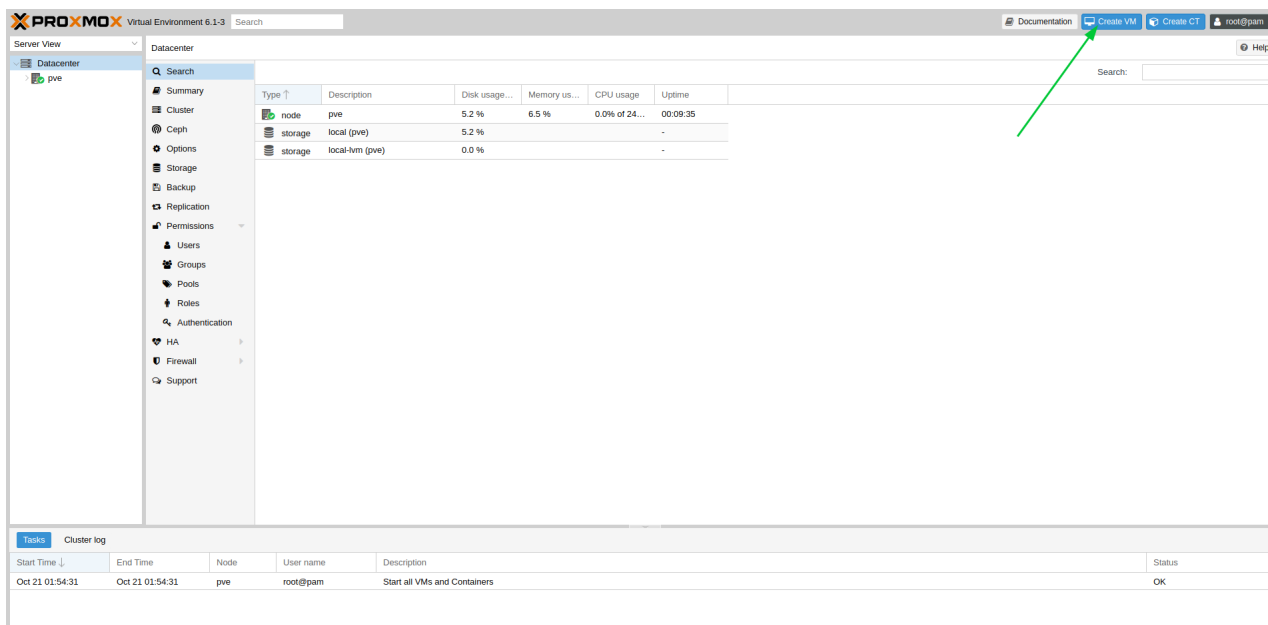 PROXMOX Virtual Environment 6.1-3 Search Documentation Create VM Create CT root@pam
Server View
Datacenter
pve
Datacenter Help
Search
Summary
Cluster
Ceph
Options
Storage
Backup
Replication
Permissions
Users
Groups
Pools
Roles
Authentication
HA
Firewall
Support
Search:
Type ↑ Description Disk usage... Memory us... CPU usage Uptime
node pve 5.2 % 6.5 % 0.0% of 24... 00:09:35
storage local (pve) 5.2 % -
storage local-lvm (pve) 0.0 % -
Tasks Cluster log
Start Time ↓ End Time Node User name Description Status
Oct 21 01:54:31 Oct 21 01:54:31 pve root@pam Start all VMs and Containers OK